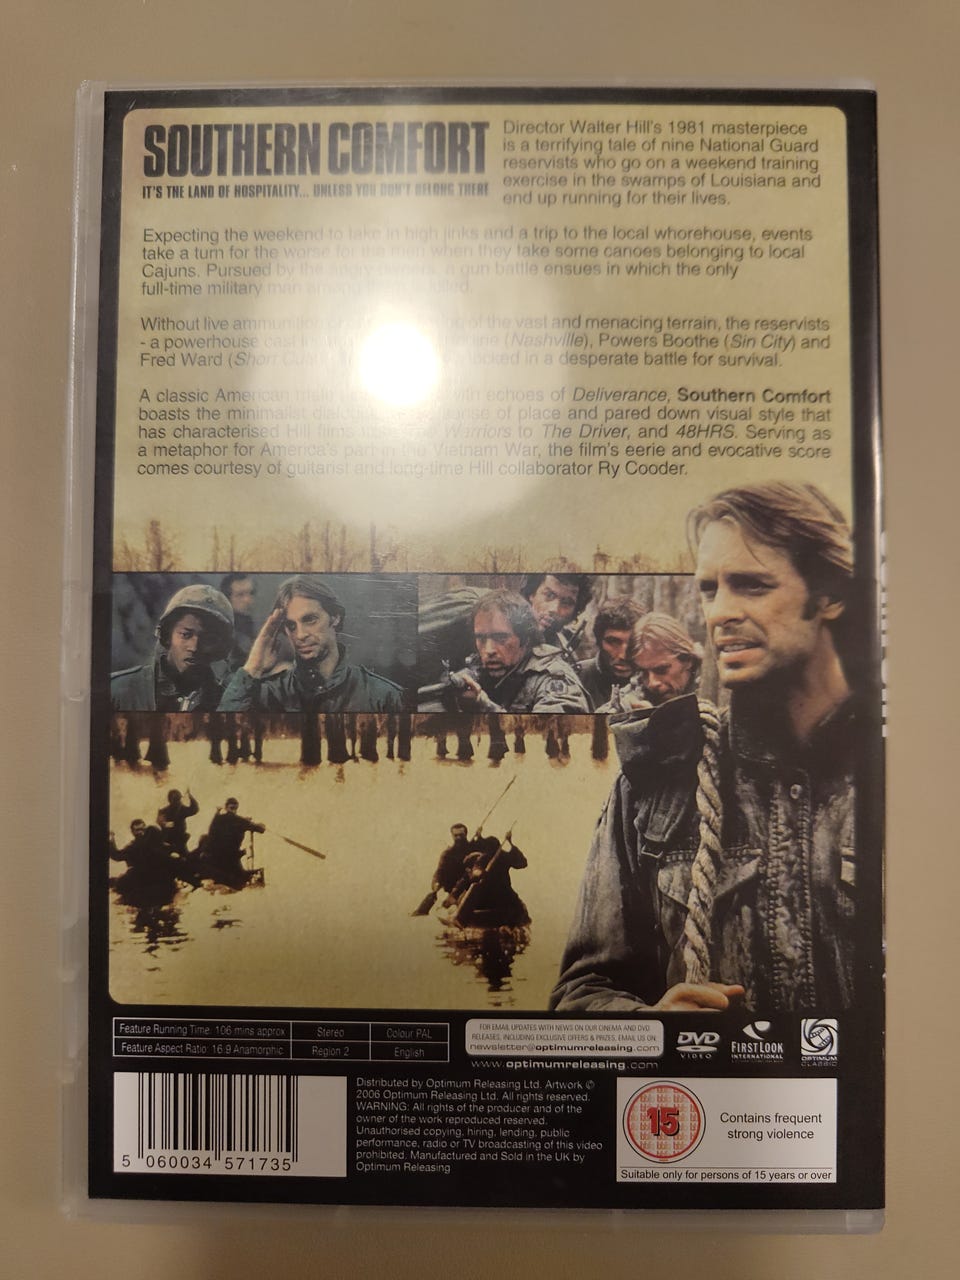 SOUTHERN COMFORT
IT'S THE LAND OF HOSPITALITY... UNLESS YOU DON'T BELONG THERE
Director Walter Hill's 1981 masterpiece
is a terrifying tale of nine National Guard
reservists who go on a weekend training
exercise in the swamps of Louisiana and
end up running for their lives.
Expecting the weekend to take in high jinks and a trip to the local whorehouse, events
take a turn for the worse for the men when they take some canoes belonging to local
Cajuns. Pursued by the angry owners, a gun battle ensues in which the only
full-time military man among them is killed.
Without live ammunition of the vast and menacing terrain, the reservists
- a powerhouse cast (Nashville), Powers Boothe (Sin City) and
Fred Ward (Short Cuts) locked in a desperate battle for survival.
A classic American male with echoes of Deliverance, Southern Comfort
boasts the minimalist dialogue, sense of place and pared down visual style that
has characterised Hill films Warriors to The Driver, and 48HRS. Serving as
a metaphor for America's part in the Vietnam War, the film's eerie and evocative score
comes courtesy of guitarist and long-time Hill collaborator Ry Cooder.
Feature Running Time: 106 mins approx Stereo Colour PAL
Feature Aspect Ratio: 16:9 Anamorphic Region 2 English
FOR EMAIL UPDATES WITH NEWS ON OUR CINEMA AND DVD
RELEASES, INCLUDING EXCLUSIVE OFFERS & PRIZES, EMAIL US ON:
newsletter@optimumreleasing.com
www.optimumreleasing.com
DVD
VIDEO
FIRSTLOOK
INTERNATIONAL
OPTIMUM
CLASSIC
5 060034 571735
Distributed by Optimum Releasing Ltd. Artwork ©
2006 Optimum Releasing Ltd. All rights reserved.
WARNING: All rights of the producer and of the
owner of the work reproduced reserved.
Unauthorised copying, hiring, lending, public
performance, radio or TV broadcasting of this video
prohibited. Manufactured and Sold in the UK by
Optimum Releasing
15
Contains frequent
strong violence
Suitable only for persons of 15 years or over